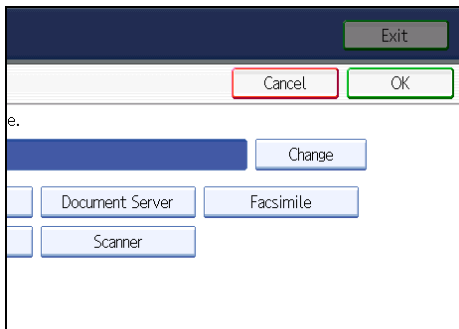 Exit
Cancel OK
e.
Change
Document Server Facsimile
Scanner